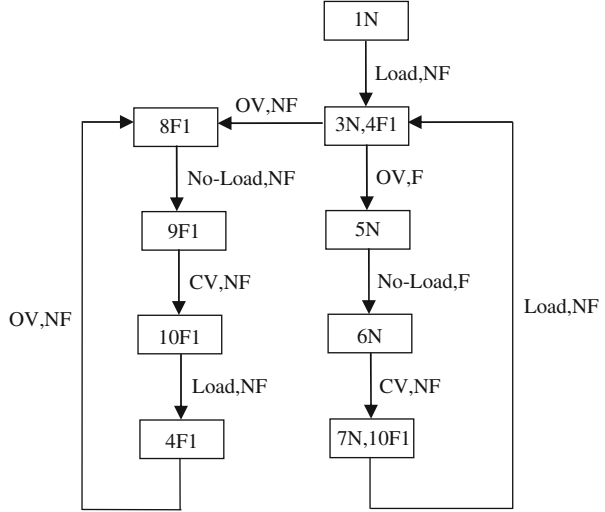 1N
Load,NF
OV,NF
8F1
3N,4F1
No-Load,NF
OV,F
9F1
5N
CV,NF
No-Load,F
OV,NF
10F1
6N
Load,NF
Load,NF
CV,NF
4F1
7N,10F1